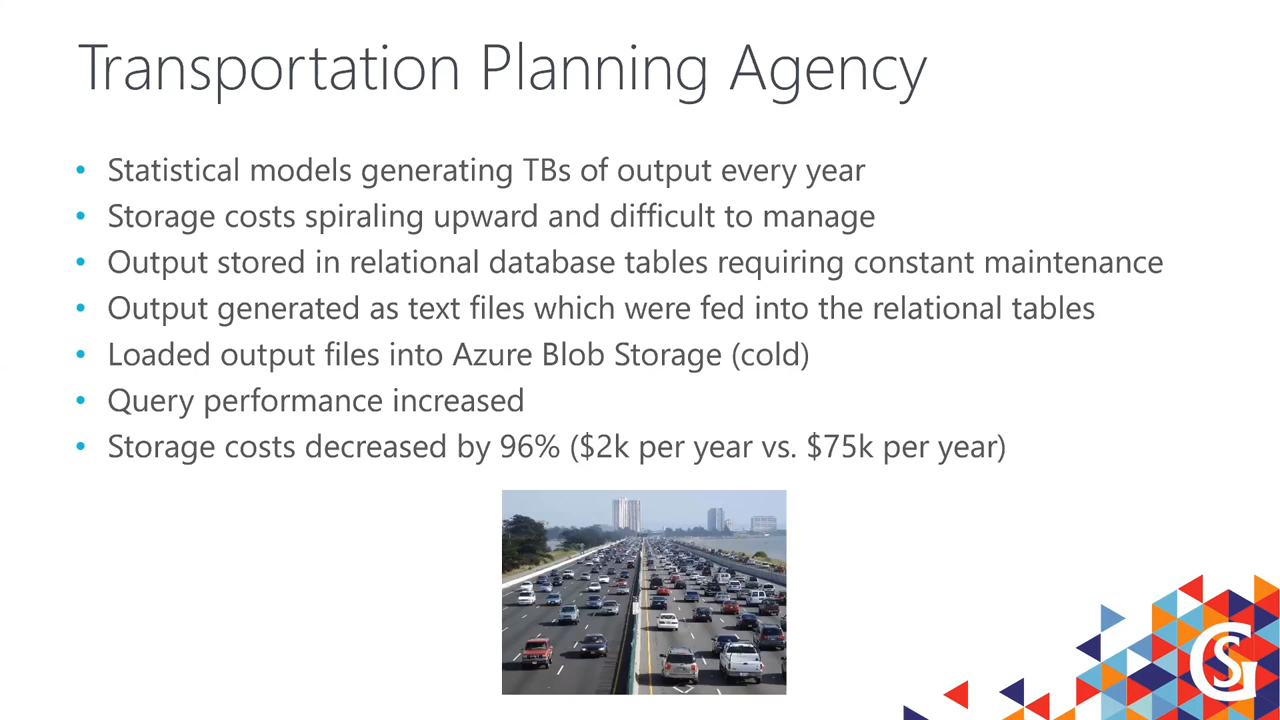 Transportation Planning Agency
• Statistical models generating TBs of output every year
• Storage costs spiraling upward and difficult to manage
• Output stored in relational database tables requiring constant maintenance
• Output generated as text files which were fed into the relational tables
• Loaded output files into Azure Blob Storage (cold)
• Query performance increased
• Storage costs decreased by 96% ($2k per year vs. $75k per year)